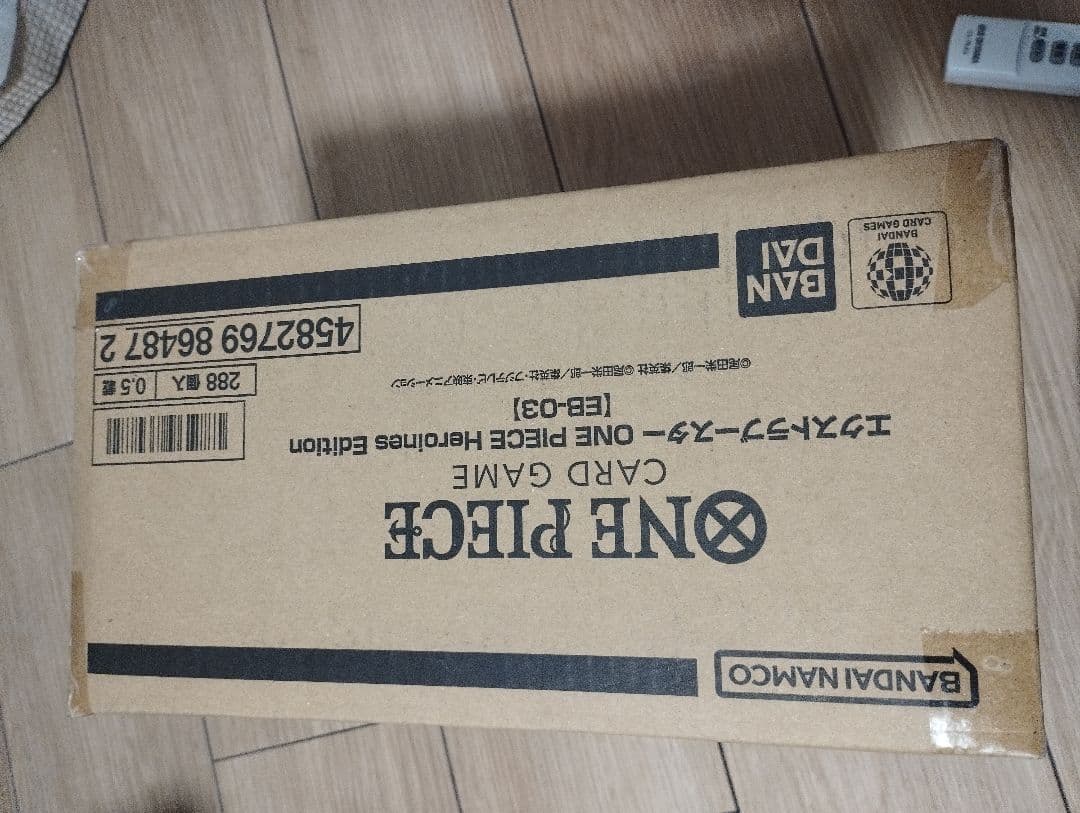 BANDAI NAMCO
ONE PIECE
CARD GAME
エクストラブースター ONE PIECE Heroines Edition
【EB-03】
©尾田栄一郎／集英社 ©尾田栄一郎／集英社・フジテレビ・東映アニメーション
288 個入
0.5 載
4582769 86487 2
BAN
DAI
BANDAI
CARD GAMES